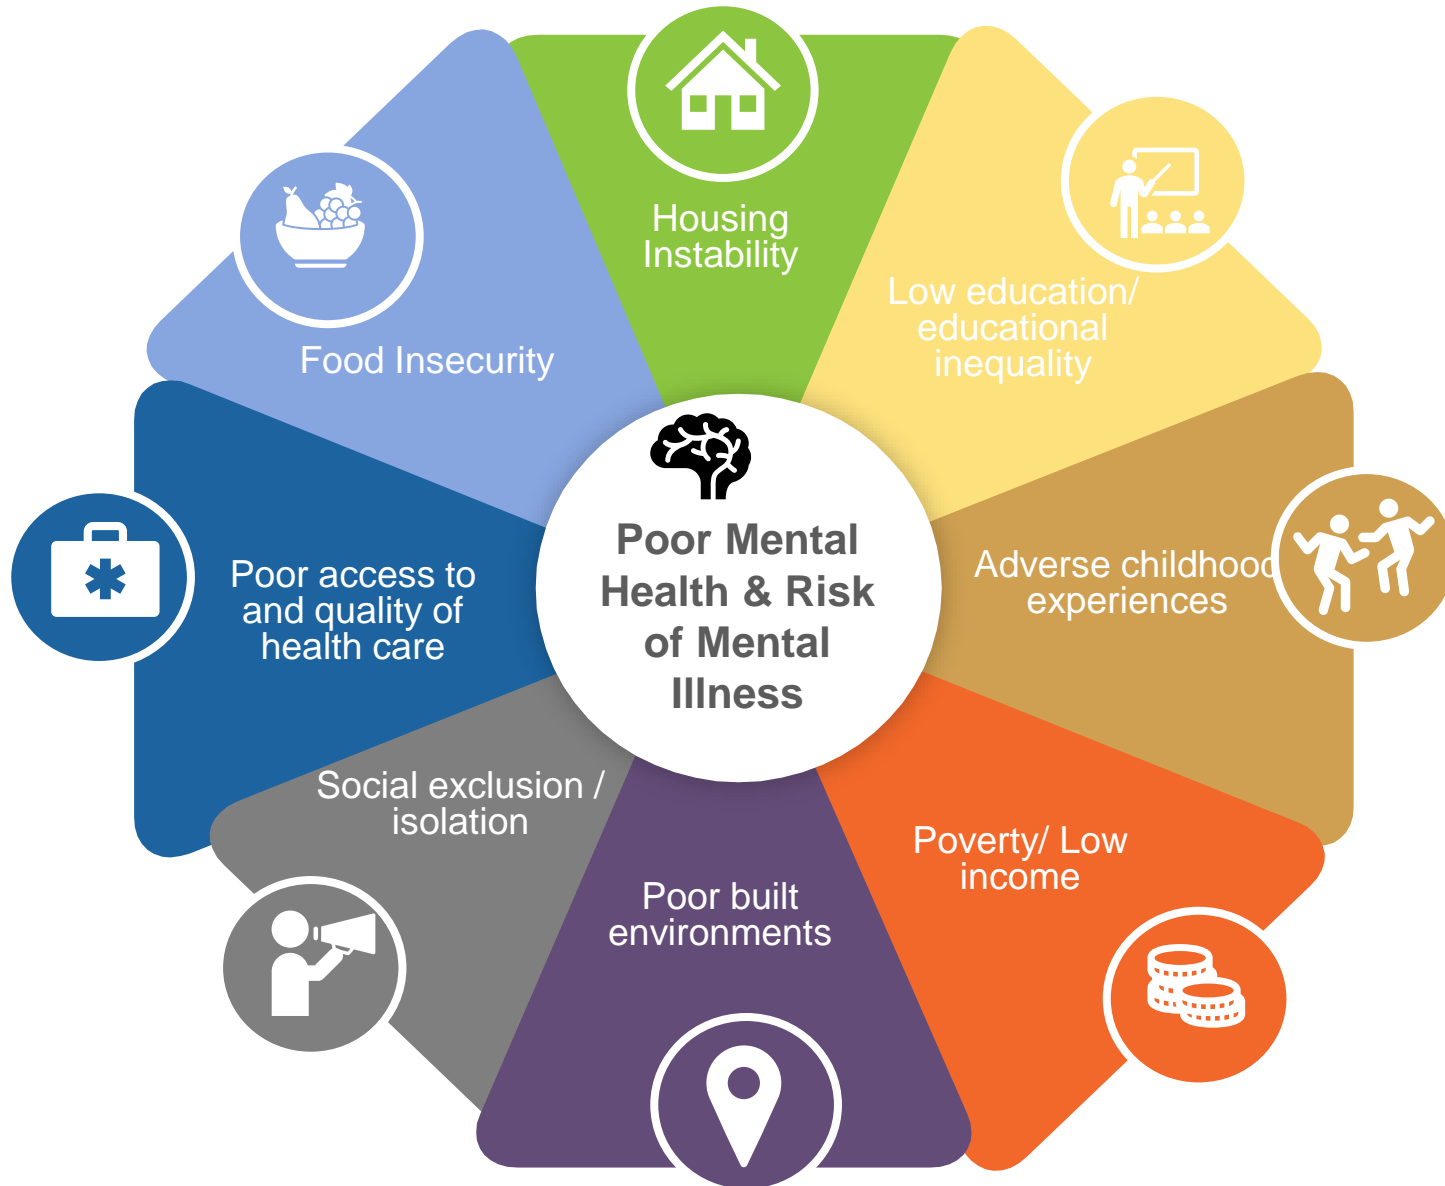 Housing
Instability
Low education/
educational
inequality
Food Insecurity
Poor Mental
Health & Risk
of Mental
Illness
Adverse childhood
experiences
Poor access to
and quality of
health care
Social exclusion /
isolation
Poverty/ Low
income
Poor built
environments